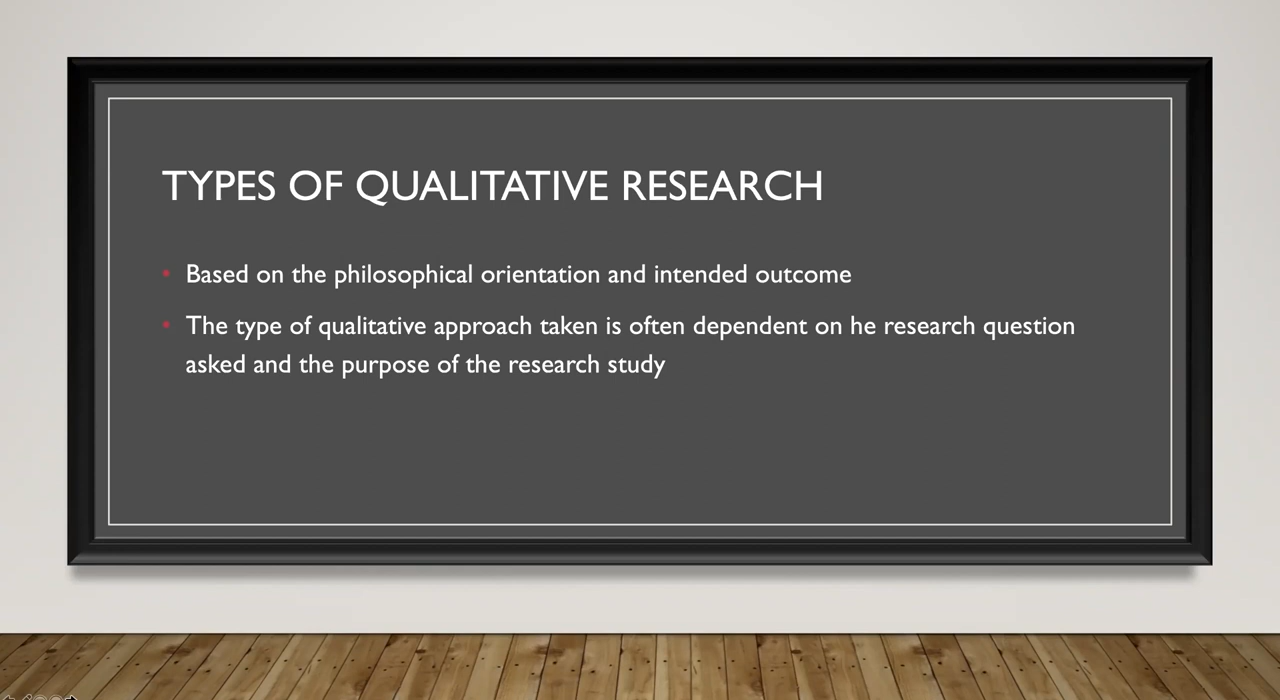 TYPES OF QUALITATIVE RESEARCH
• Based on the philosophical orientation and intended outcome
• The type of qualitative approach taken is often dependent on he research question
asked and the purpose of the research study